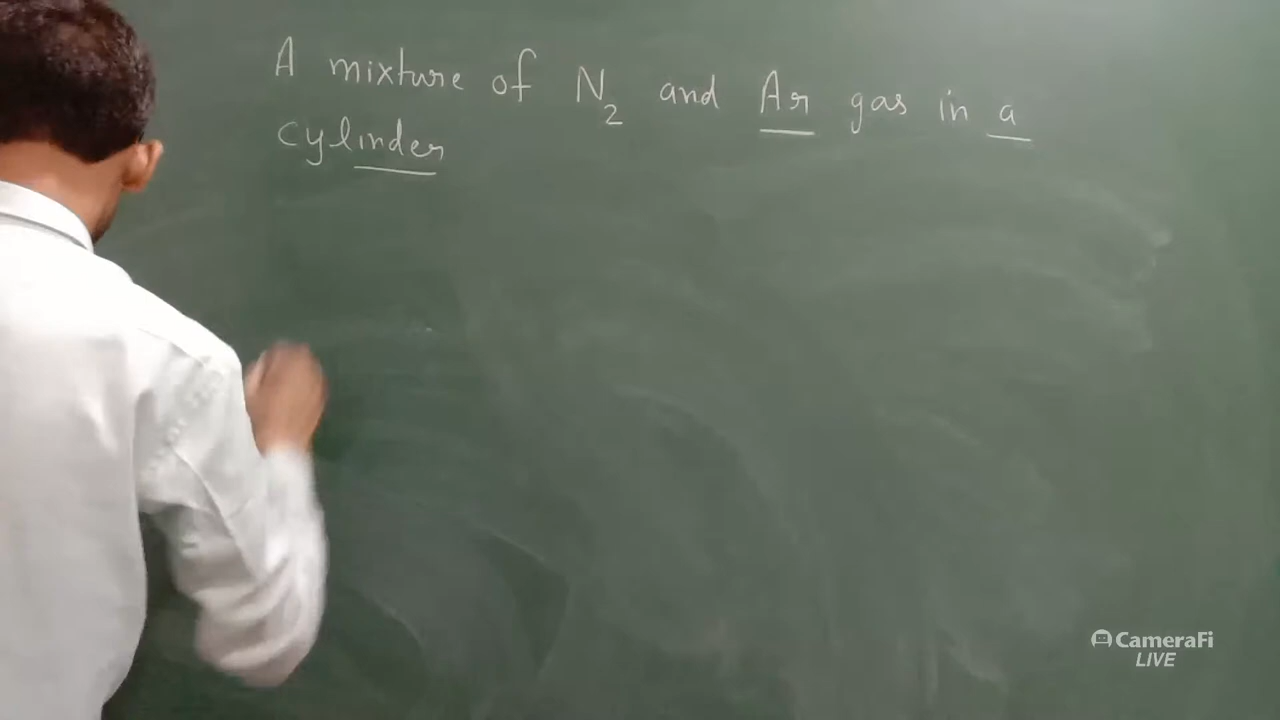 A mixture of N₂ and Ar gas in a
cylinder
CameraFi
LIVE